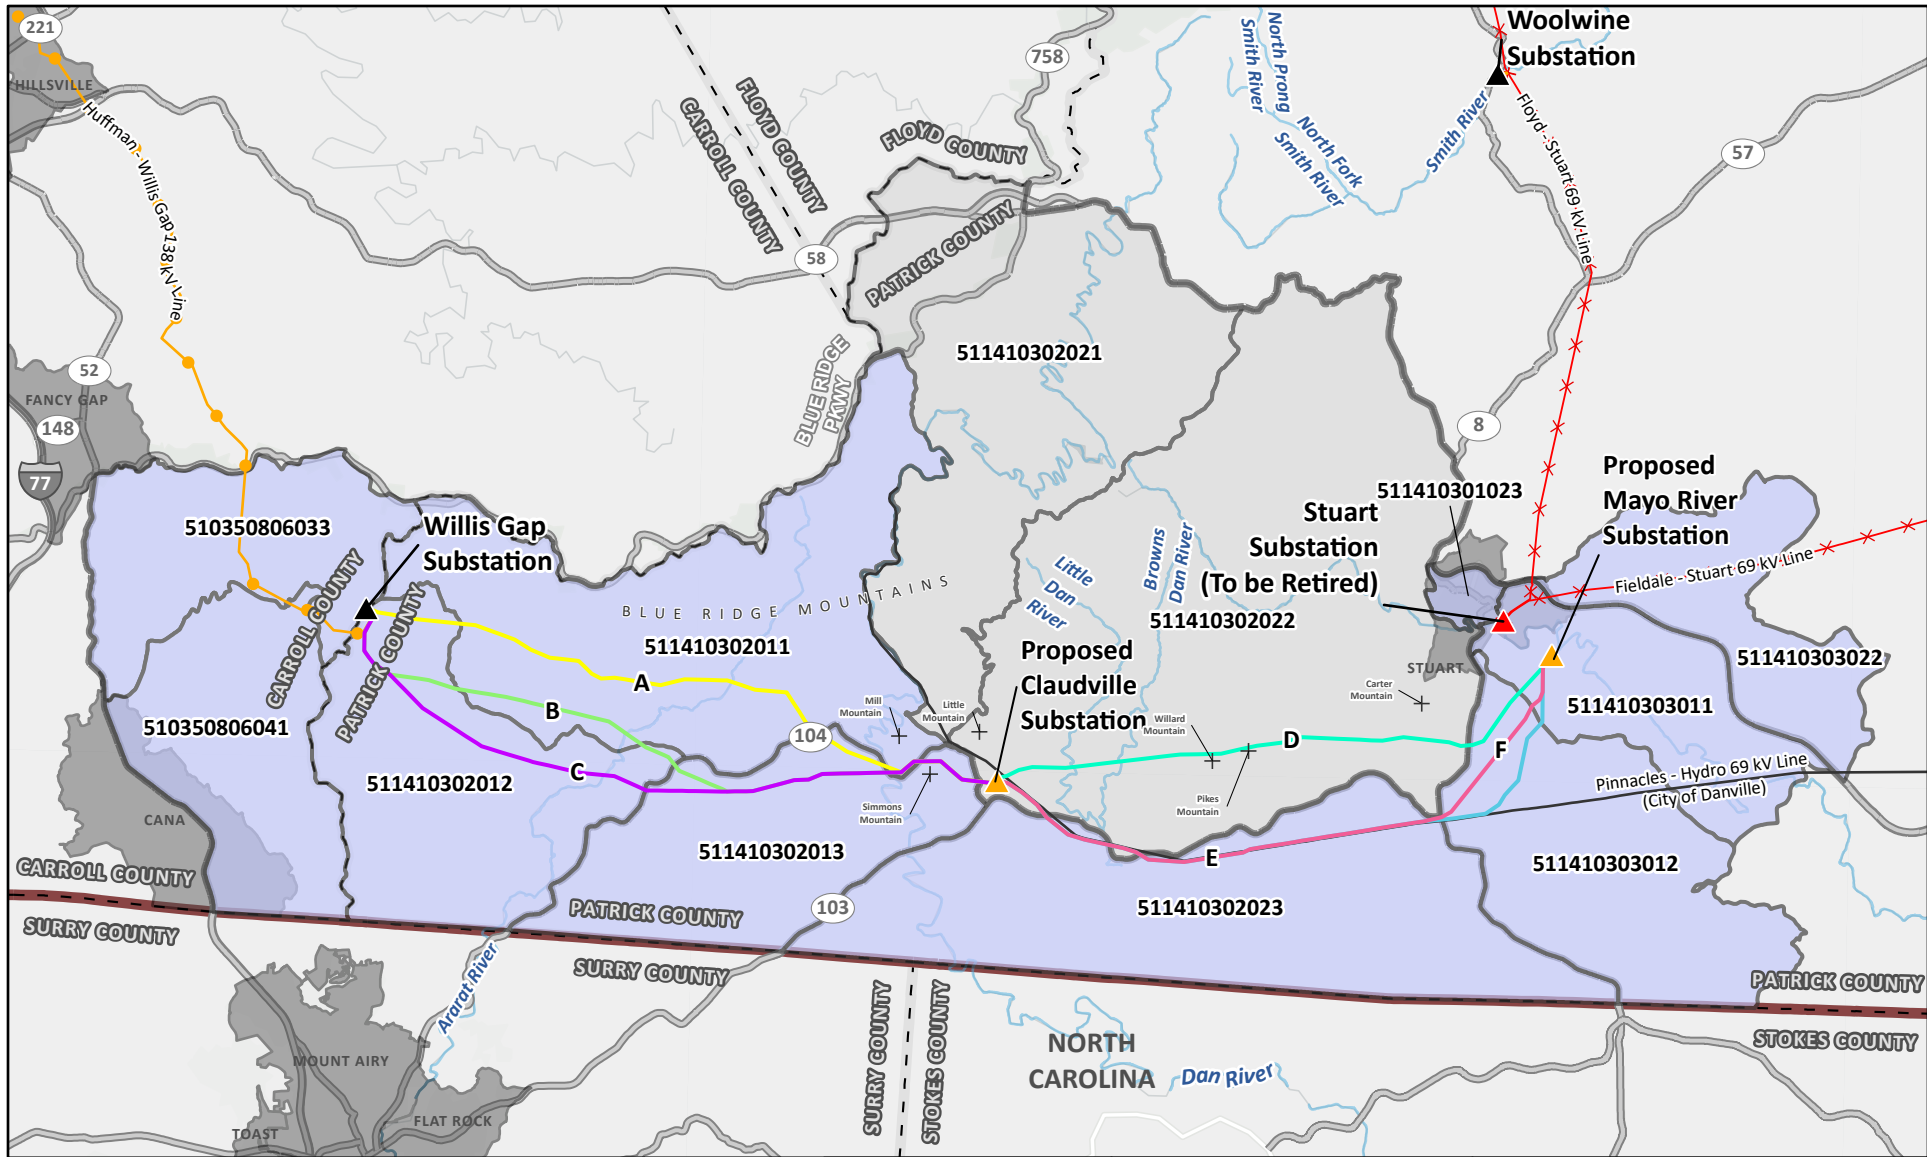 221
HILLSVILLE
Huffman - Willis Gap 138 kV Line
FLOYD COUNTY
CARROLL COUNTY
758
FLOYD COUNTY
PATRICK COUNTY
58
BLUE RIDGE
PKWY
North Prong
Smith River
North Fork
Smith River
Smith River
Woolwine
Substation
Floyd - Stuart 69 kV Line
57
52
FANCY GAP
148
77
511410302021
8
511410301023
Proposed
Mayo River
Substation
Stuart
Substation
(To be Retired)
Fieldale - Stuart 69 kV Line
510350806033
Willis Gap
Substation
CARROLL COUNTY
PATRICK COUNTY
BLUE RIDGE MOUNTAINS
511410302011
Little
Dan
River
Browns
Dan River
511410302022
STUART
511410303022
511410303011
Proposed
Claudville
Substation
A
B
C
D
E
F
Mill
Mountain
Little
Mountain
Willard
Mountain
Carter
Mountain
104
510350806041
511410302012
Simmons
Mountain
Pikes
Mountain
Pinnacles - Hydro 69 kV Line
(City of Danville)
CANA
511410302013
511410303012
CARROLL COUNTY
SURRY COUNTY
PATRICK COUNTY
SURRY COUNTY
103
511410302023
PATRICK COUNTY
STOKES COUNTY
Ararat River
SURRY COUNTY
STOKES COUNTY
NORTH
CAROLINA
Dan River
MOUNT AIRY
FLAT ROCK
TOAST